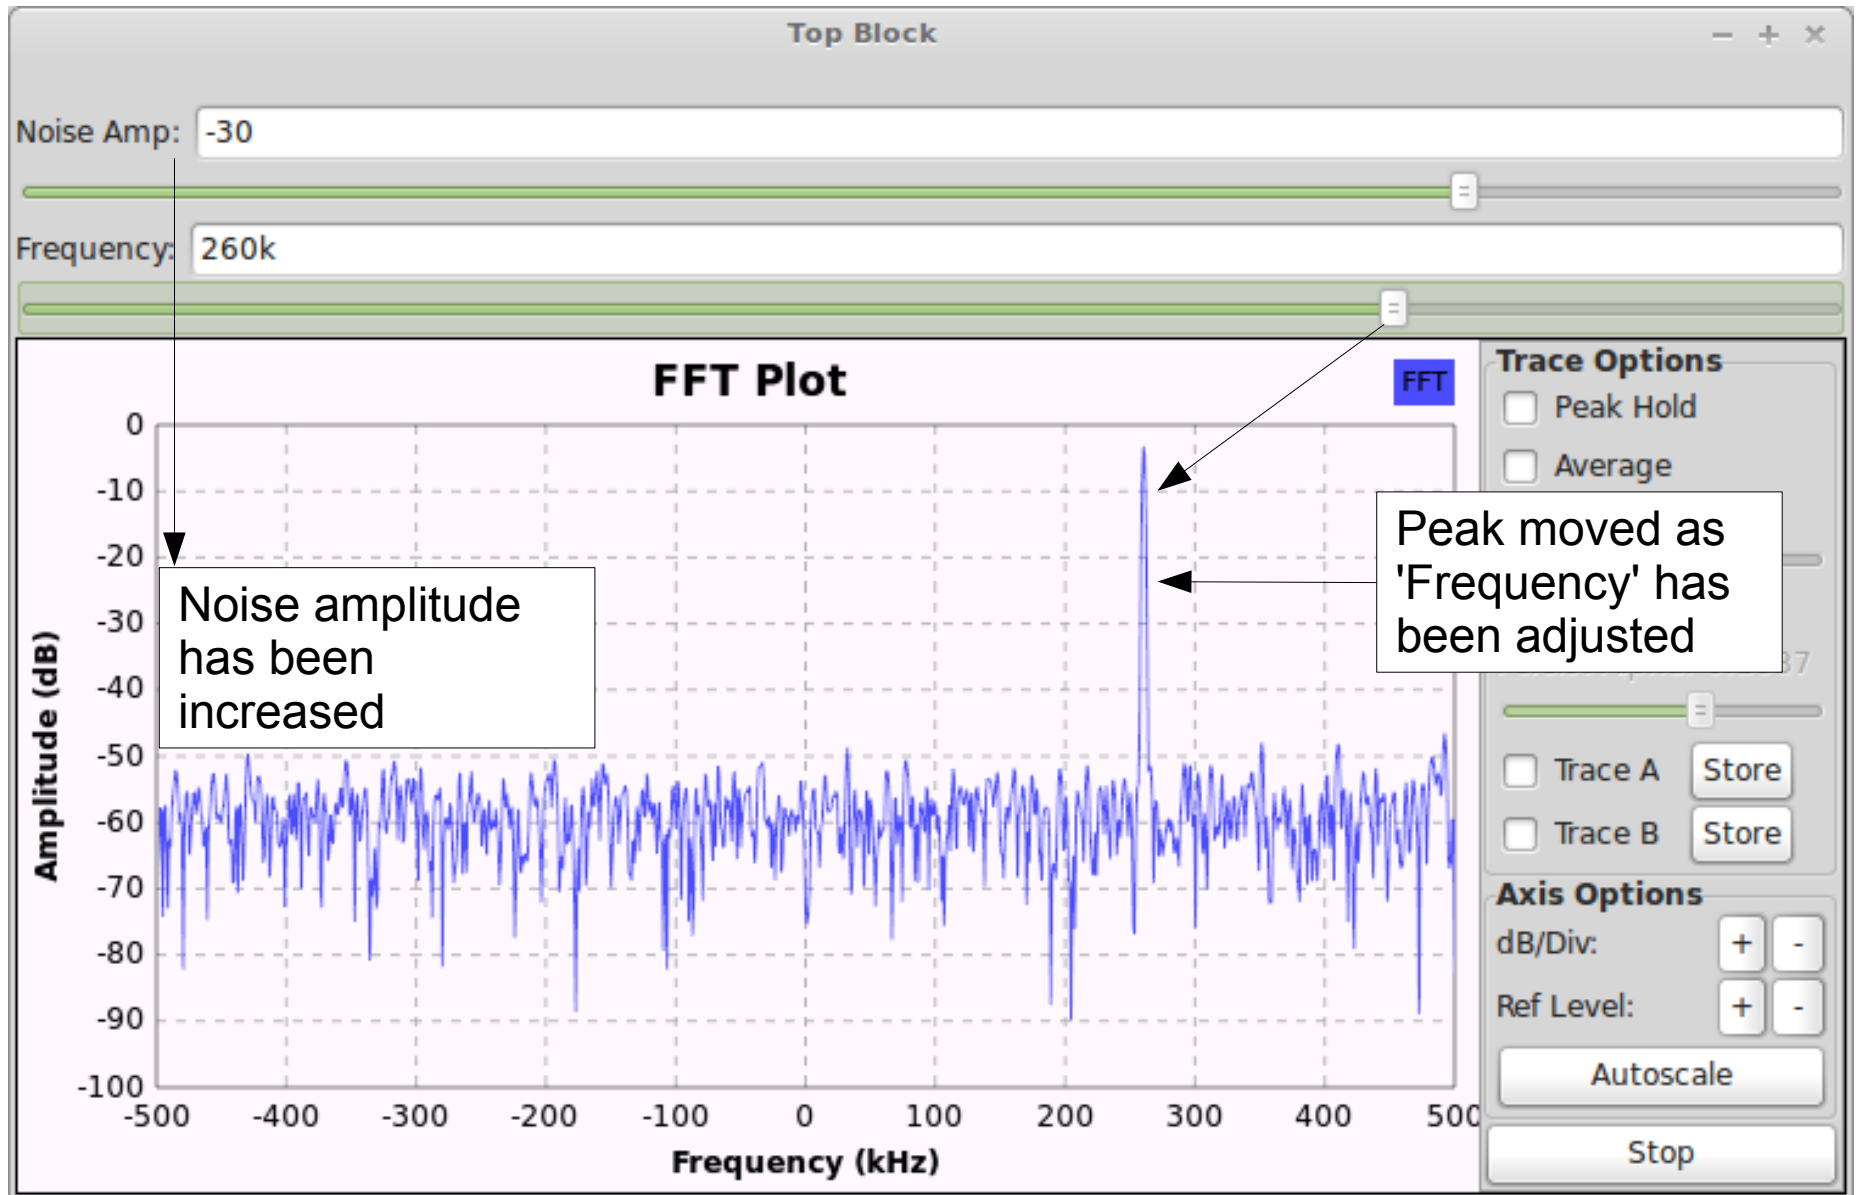 Top Block
Noise Amp: -30
Frequency: 260k
FFT Plot
FFT
0
-10
-20
-30
-40
-50
-60
-70
-80
-90
-100
Amplitude (dB)
-500 -400 -300 -200 -100 0 100 200 300 400 500
Frequency (kHz)
Noise amplitude
has been
increased
Peak moved as
'Frequency' has
been adjusted
Trace Options
Peak Hold
Average
Trace A Store
Trace B Store
Axis Options
dB/Div: + -
Ref Level: + -
Autoscale
Stop